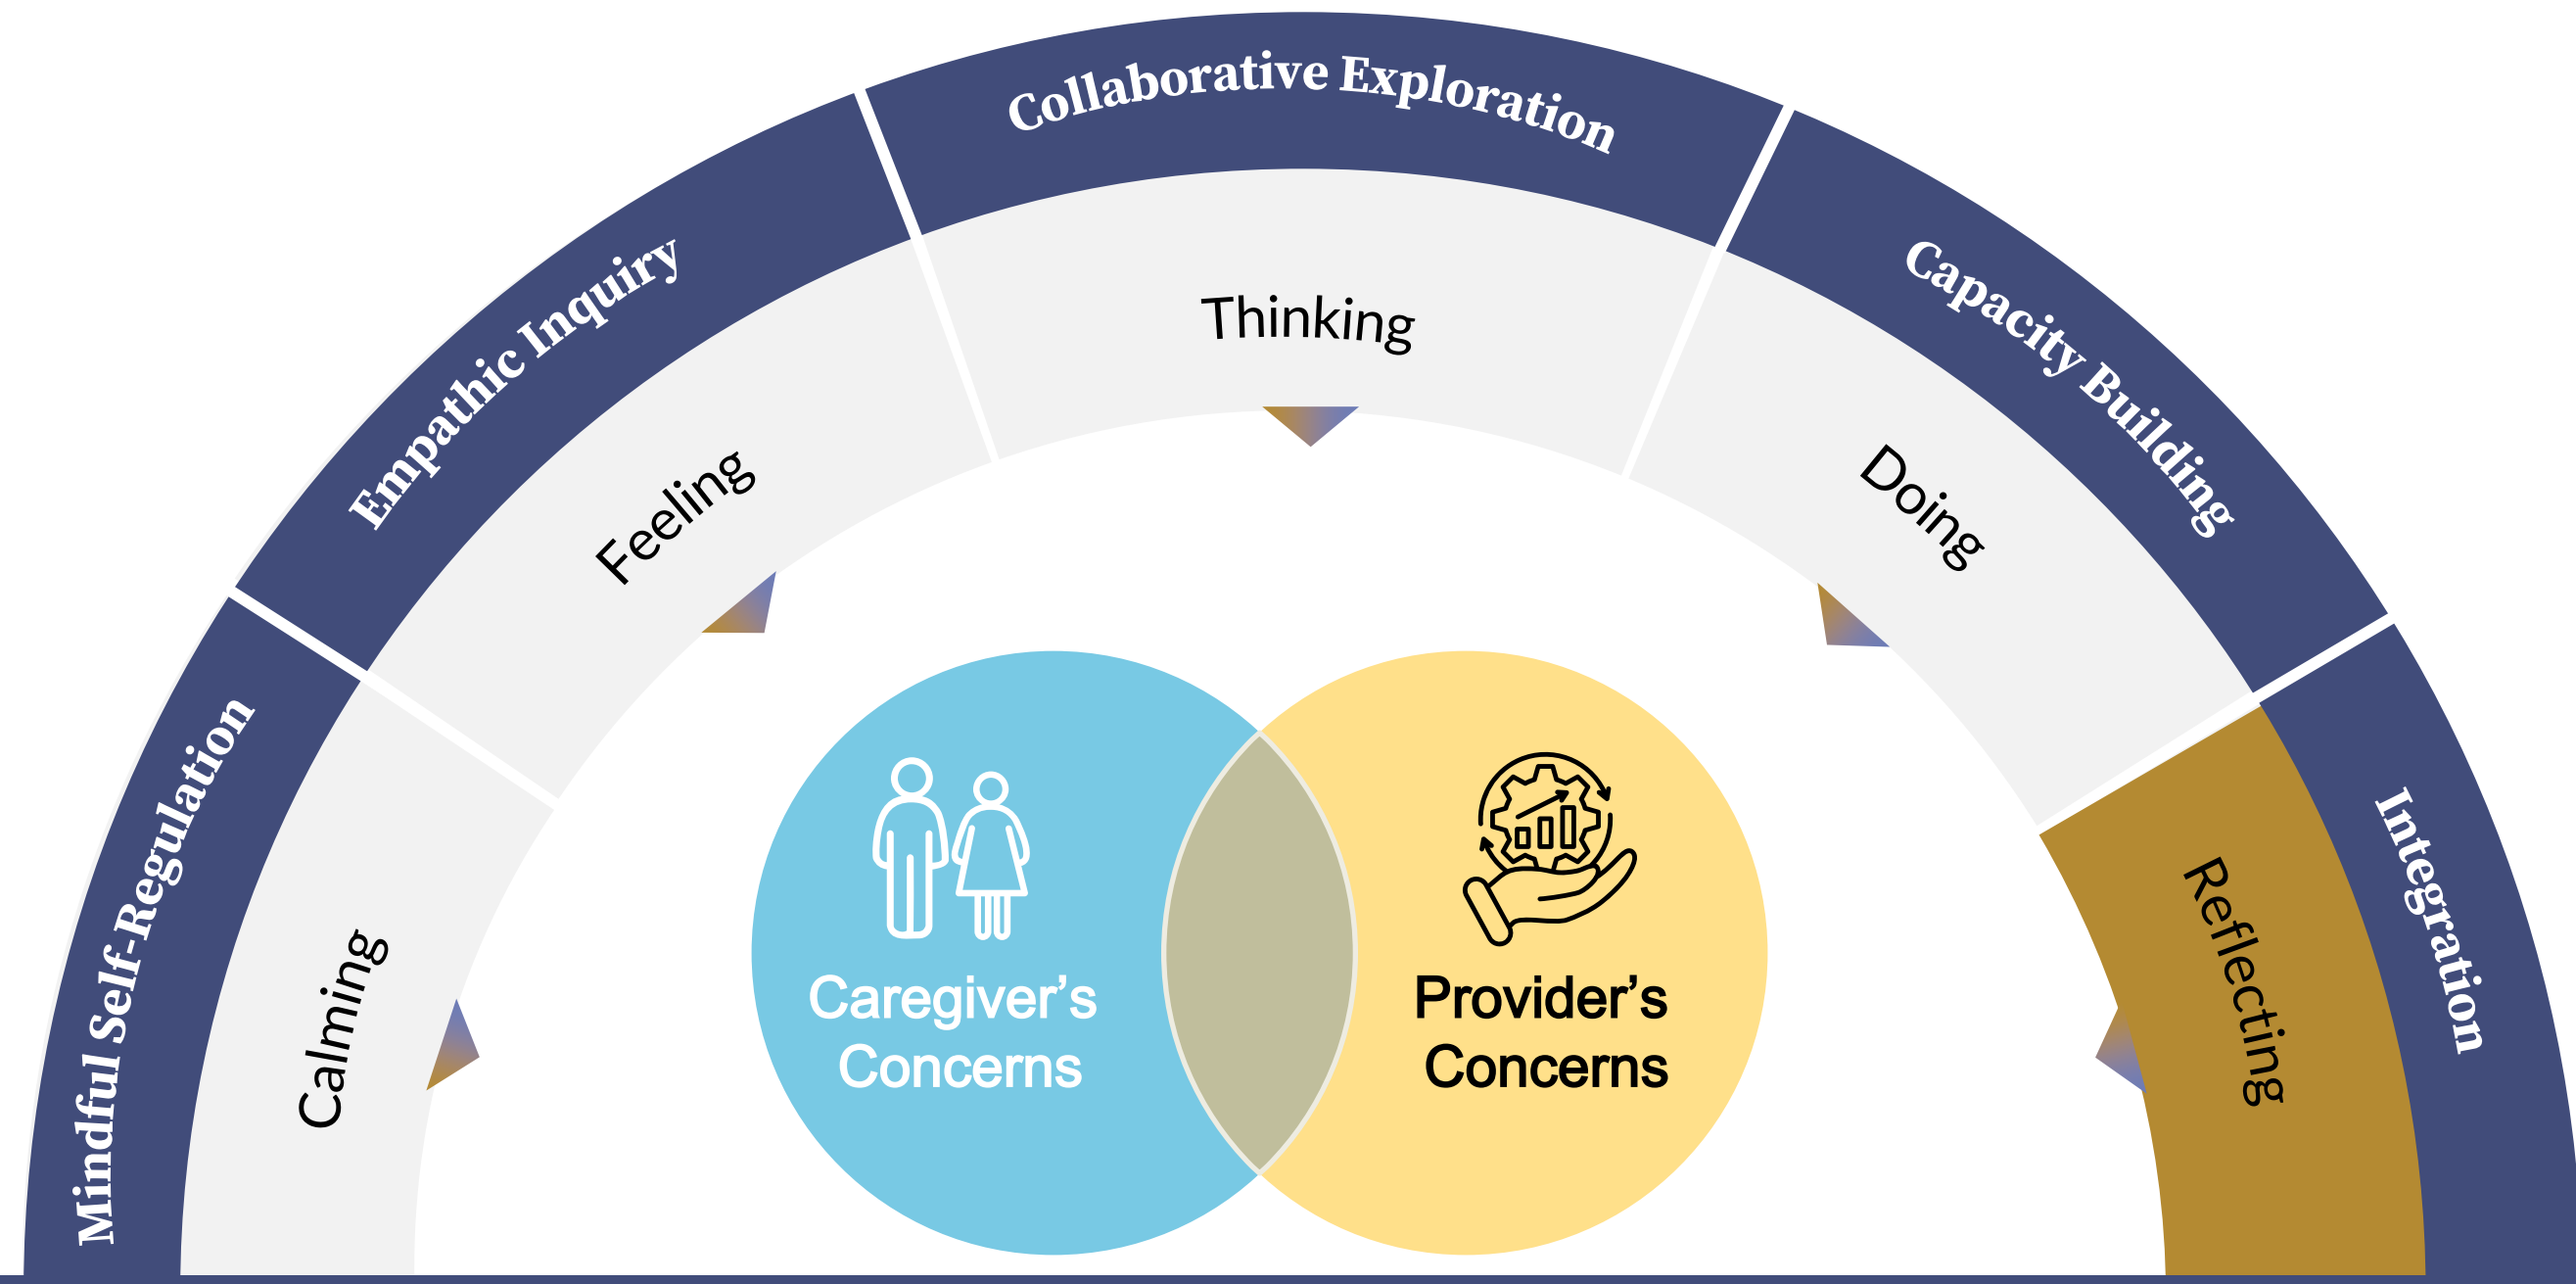 Mindful Self-Regulation
Calming
Empathic Inquiry
Feeling
Collaborative Exploration
Thinking
Capacity Building
Doing
Integration
Reflecting
Caregiver’s
Concerns
Provider’s
Concerns